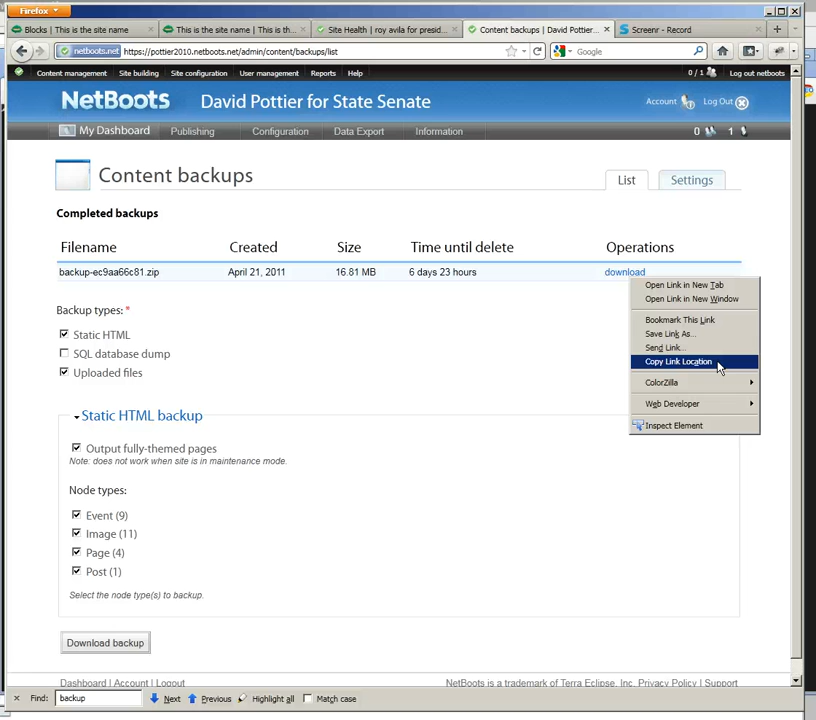 Firefox
Blocks | This is the site name
This is the site name | This is th...
Site Health | roy avila for presid...
Content backups | David Pottier...
Screenr - Record
netboots.net
https://pottier2010.netboots.net/admin/content/backups/list
Google
Content management Site building Site configuration User management Reports Help
0 / 1
Log out netboots
NETBOOTS
David Pottier for State Senate
Account
Log Out
My Dashboard Publishing Configuration Data Export Information
0 1
Content backups
List
Settings
Completed backups
Filename Created Size Time until delete Operations
backup-ec9aa66c81.zip April 21, 2011 16.81 MB 6 days 23 hours download
Open Link in New Tab
Open Link in New Window
Bookmark This Link
Save Link As...
Send Link...
Copy Link Location
ColorZilla
Web Developer
Inspect Element
Backup types: *
Static HTML
SQL database dump
Uploaded files
Static HTML backup
Output fully-themed pages
Note: does not work when site is in maintenance mode.
Node types:
Event (9)
Image (11)
Page (4)
Post (1)
Select the node type(s) to backup.
Download backup
Dashboard | Account | Logout
NetBoots is a trademark of Terra Eclipse, Inc. Privacy Policy | Support
Find: backup Next Previous Highlight all Match case